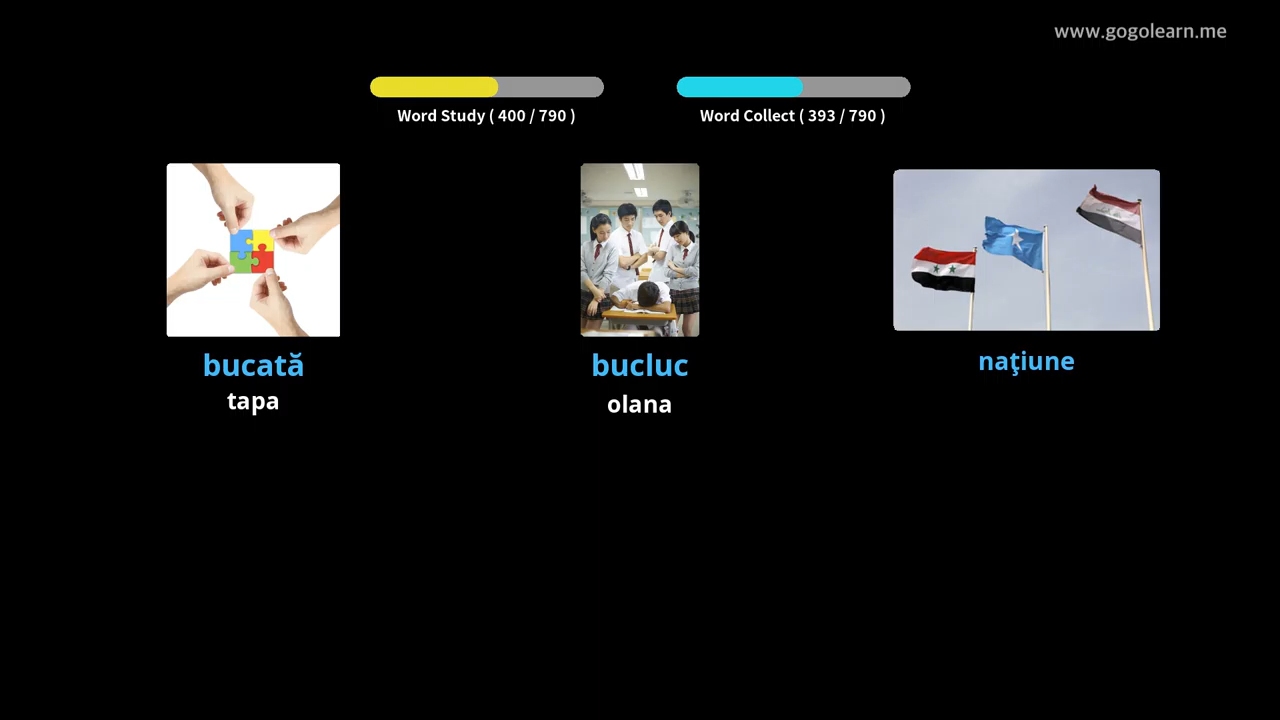 www.gogolearn.me
Word Study ( 400 / 790 )
Word Collect ( 393 / 790 )
bucată
tapa
bucluc
olana
naţiune